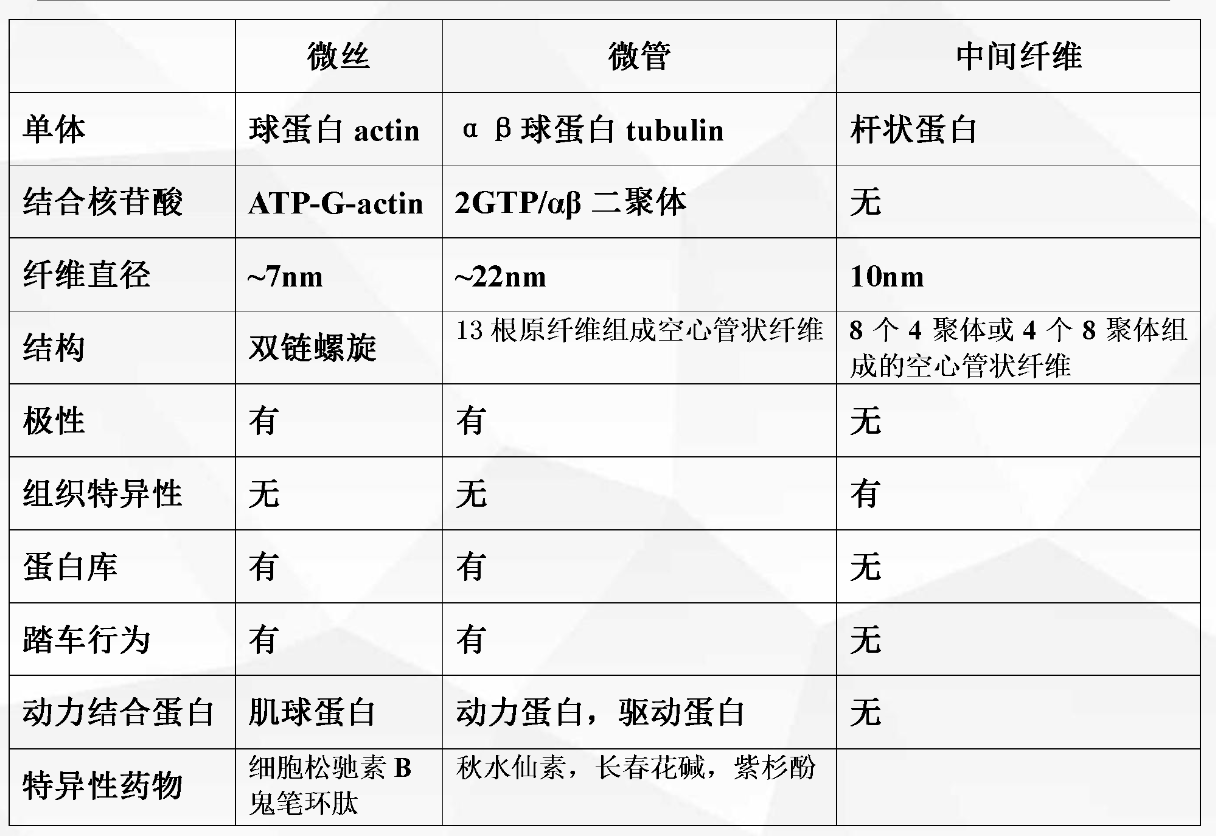 微丝 微管 中间纤维
单体 球蛋白 actin α β 球蛋白 tubulin 杆状蛋白
结合核苷酸 ATP-G-actin 2GTP/αβ 二聚体 无
纤维直径 ~7nm ~22nm 10nm
结构 双链螺旋 13 根原纤维组成空心管状纤维 8 个 4 聚体或 4 个 8 聚体组
成的空心管状纤维
极性 有 有 无
组织特异性 无 无 有
蛋白库 有 有 无
踏车行为 有 有 无
动力结合蛋白 肌球蛋白 动力蛋白，驱动蛋白 无
特异性药物 细胞松驰素 B 秋水仙素，长春花碱，紫杉酚
鬼笔环肽